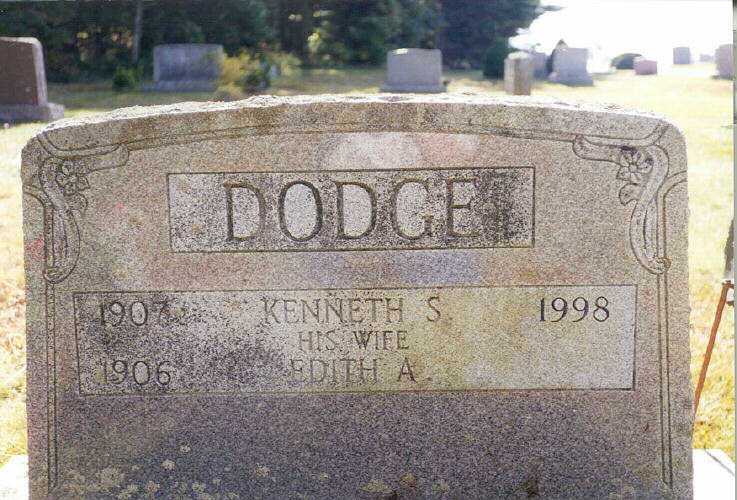 DODGE
1907 KENNETH S. 1998
HIS WIFE
1906 EDITH A.